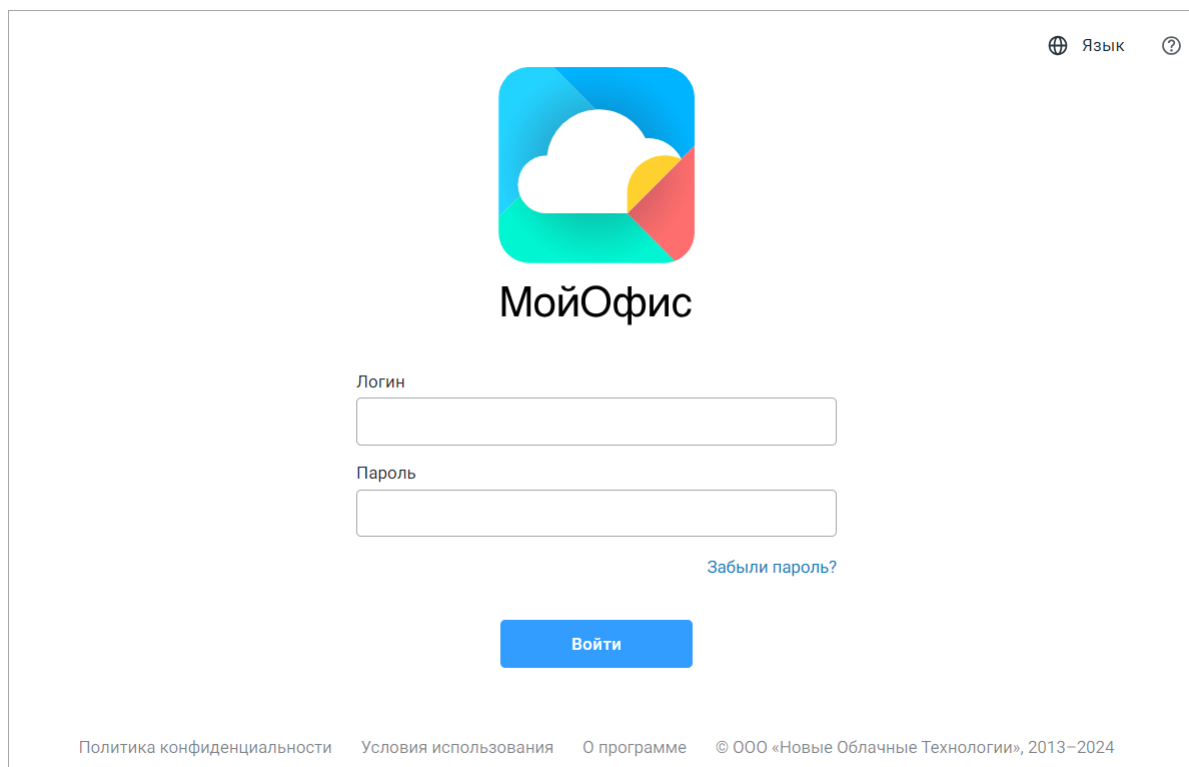 Язык
МойОфис
Логин
Пароль
Забыли пароль?
Войти
Политика конфиденциальности Условия использования О программе © ООО «Новые Облачные Технологии», 2013–2024